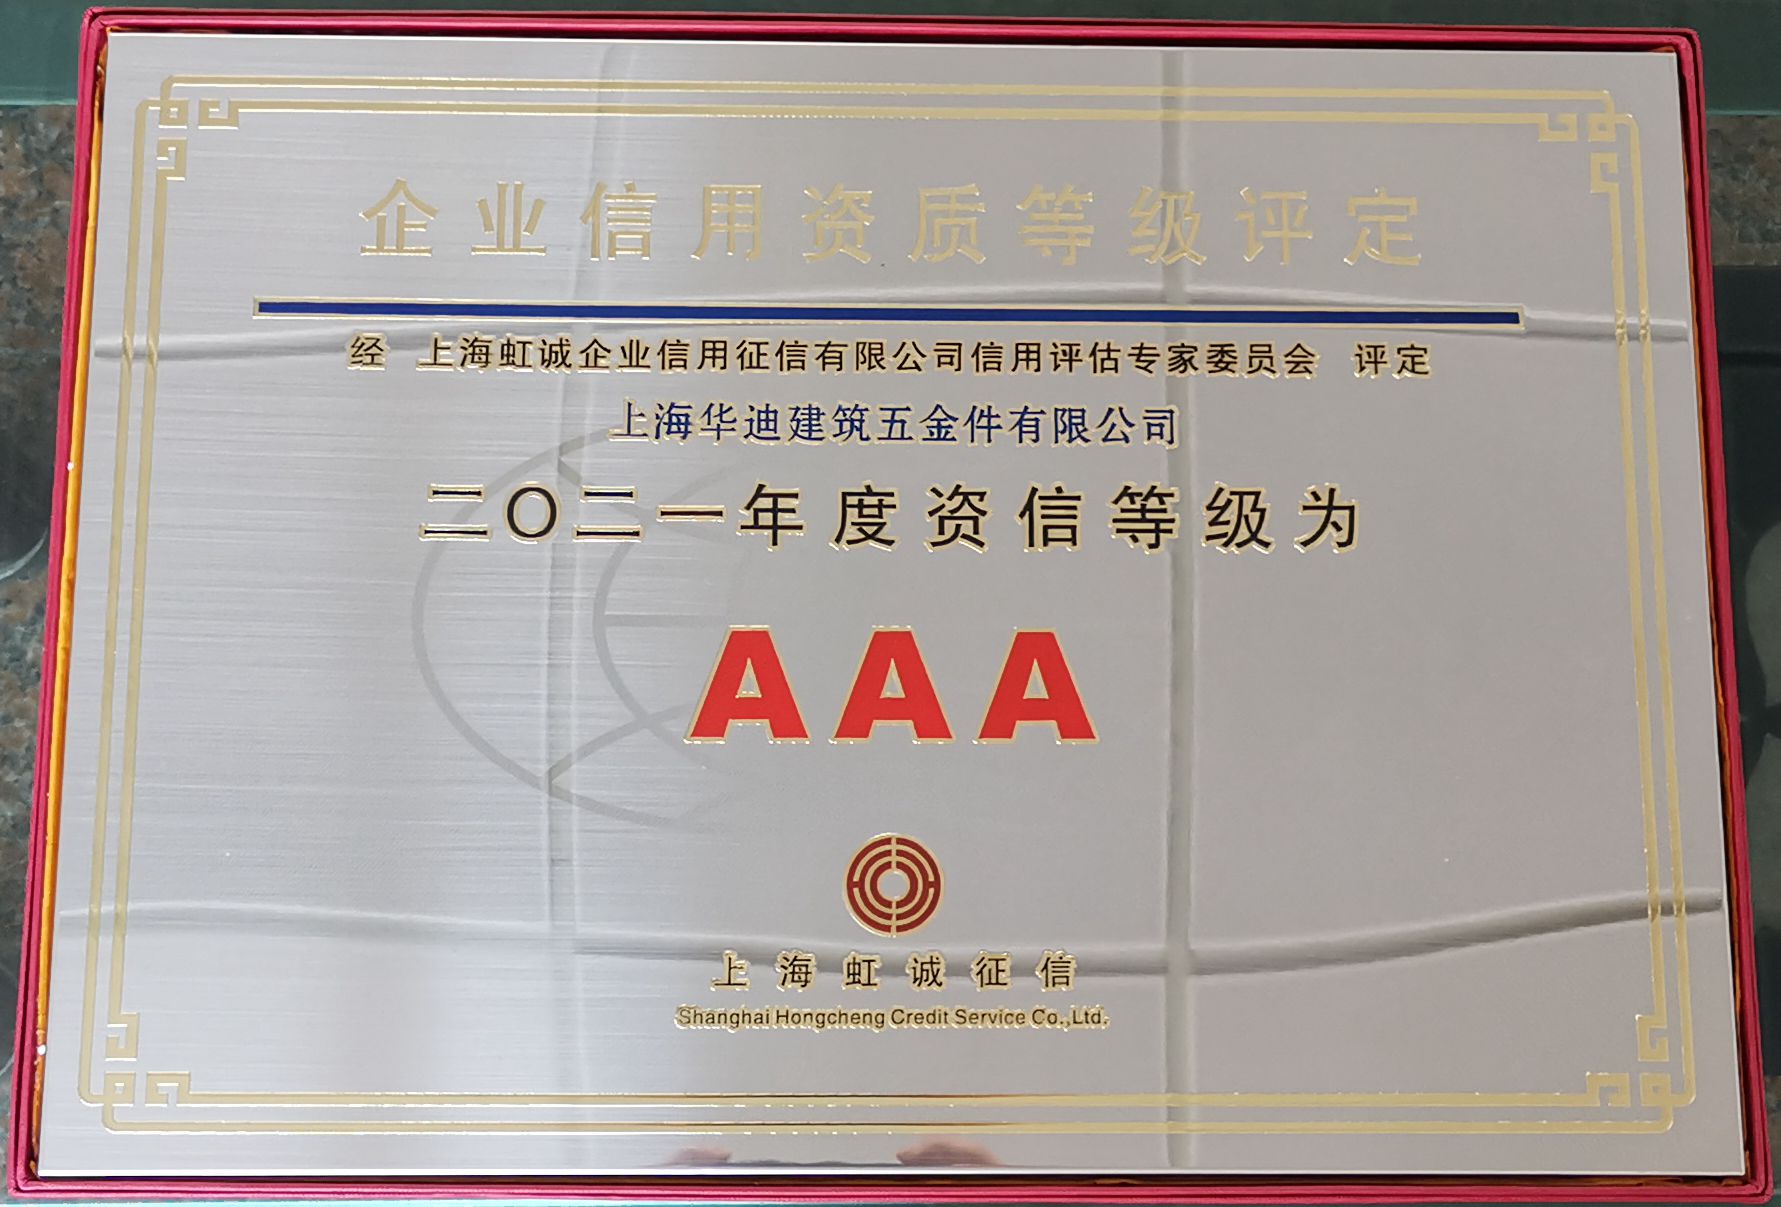 企业信用资质等级评定
经 上海虹诚企业信用征信有限公司信用评估专家委员会 评定
上海华迪建筑五金件有限公司
二〇二一年度资信等级为
AAA
上海虹诚征信
Shanghai Hongcheng Credit Service Co.,Ltd.